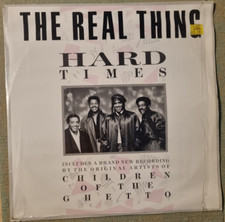 THE REAL THING
HARD
TIMES
INCLUDES A BRAND NEW RECORDING
BY THE ORIGINAL ARTISTS OF
CHILDREN
OF THE
GHETTO